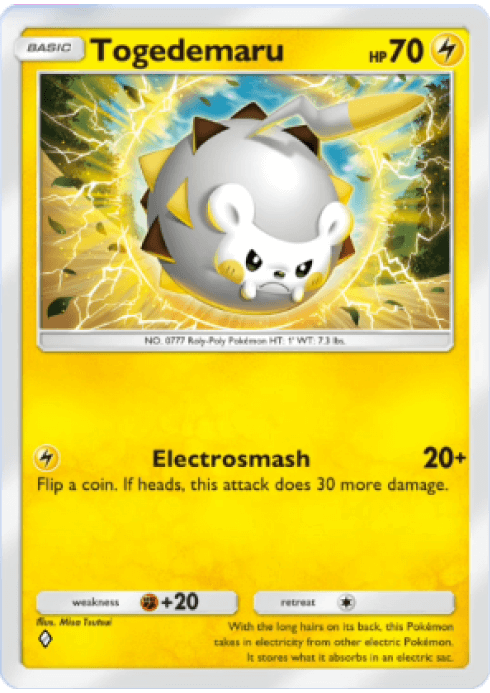 BASIC Togedemaru HP 70
NO. 0777 Roly-Poly Pokémon HT: 1' WT: 7.3 lbs.
Electrosmash 20+
Flip a coin. If heads, this attack does 30 more damage.
weakness +20 retreat
Illus. Misa Tsutsui
With the long hairs on its back, this Pokémon
takes in electricity from other electric Pokémon.
It stores what it absorbs in an electric sac.